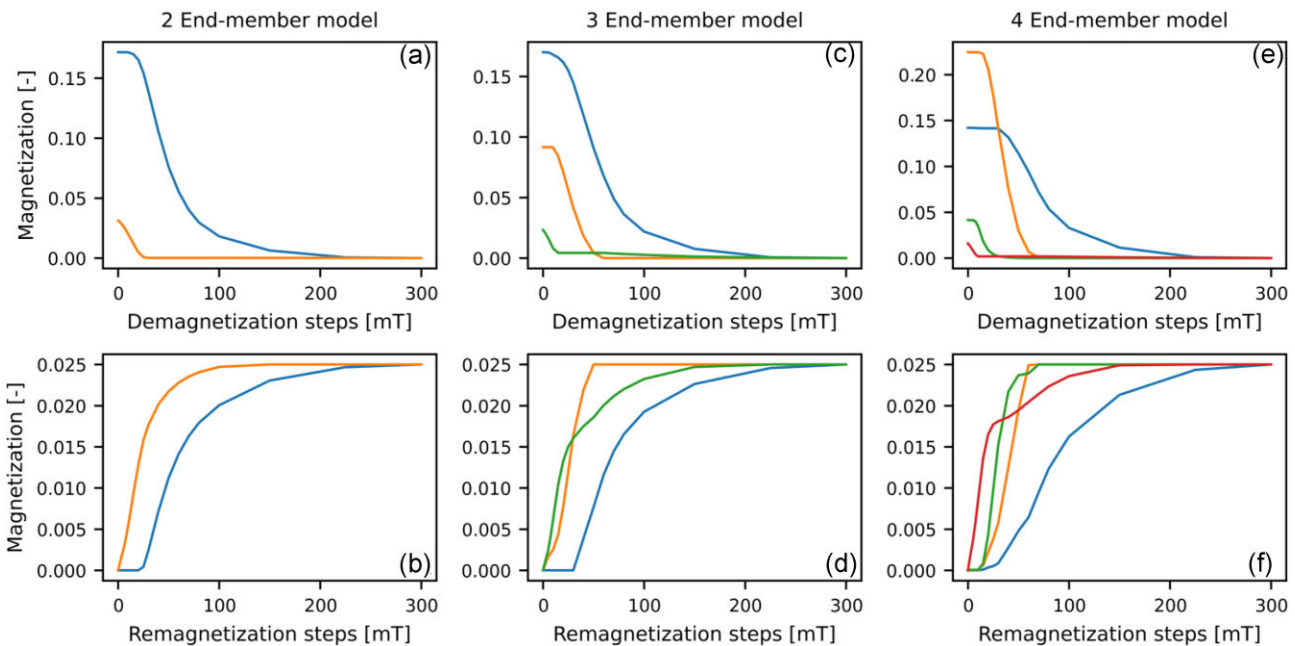 2 End-member model
3 End-member model
4 End-member model
(a)
(c)
(e)
Magnetization [-]
0.15
0.10
0.05
0.00
0.15
0.10
0.05
0.00
0.20
0.15
0.10
0.05
0.00
0 100 200 300
0 100 200 300
0 100 200 300
Demagnetization steps [mT]
Demagnetization steps [mT]
Demagnetization steps [mT]
Magnetization [-]
0.025
0.020
0.015
0.010
0.005
0.000
0.025
0.020
0.015
0.010
0.005
0.000
0.025
0.020
0.015
0.010
0.005
0.000
(b)
(d)
(f)
0 100 200 300
0 100 200 300
0 100 200 300
Remagnetization steps [mT]
Remagnetization steps [mT]
Remagnetization steps [mT]